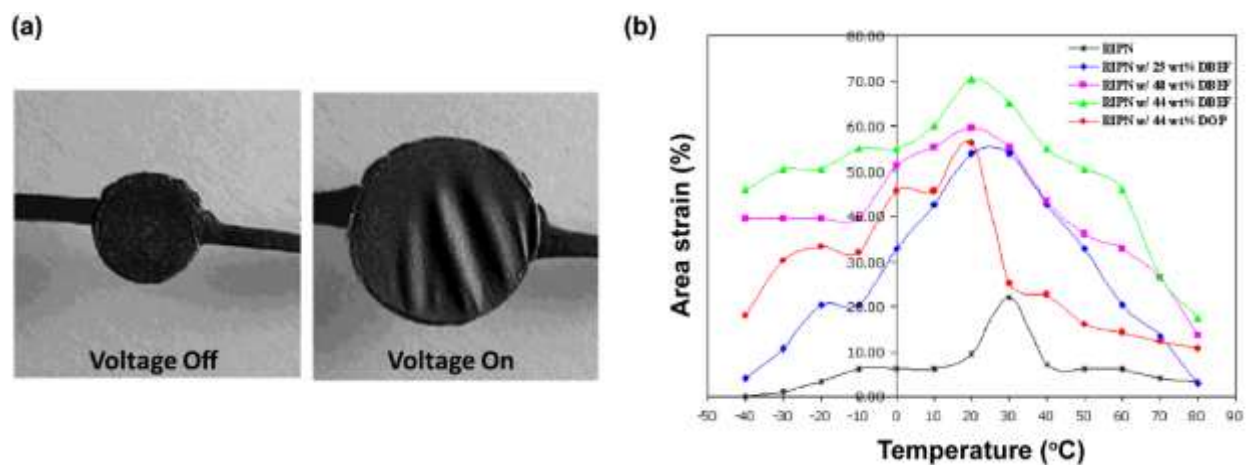 (a)
Voltage Off
Voltage On
(b)
Area strain (%)
80.00
70.00
60.00
50.00
40.00
30.00
20.00
10.00
0.00
RIPN
RIPN w/ 25 wt% DBEF
RIPN w/ 40 wt% DBEF
RIPN w/ 44 wt% DBEF
RIPN w/ 44 wt% DOP
-50 -40 -30 -20 -10 0 10 20 30 40 50 60 70 80 90
Temperature (°C)